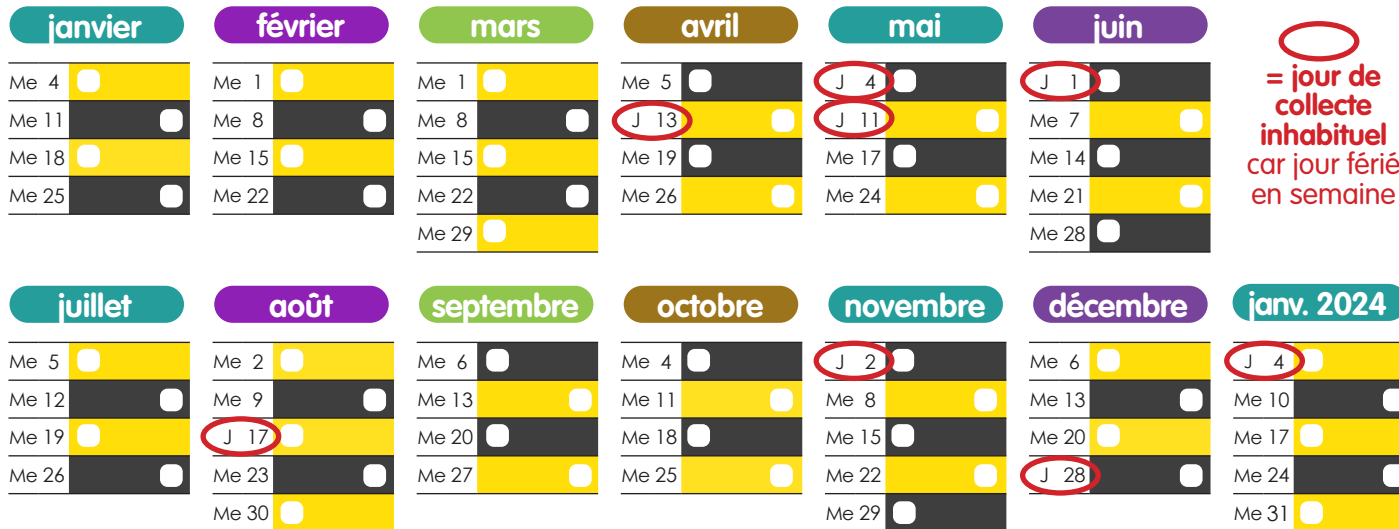 janvier
Me 4
Me 11
Me 18
Me 25
février
Me 1
Me 8
Me 15
Me 22
mars
Me 1
Me 8
Me 15
Me 22
Me 29
avril
Me 5
J 13
Me 19
Me 26
mai
J 4
J 11
Me 17
Me 24
juin
J 1
Me 7
Me 14
Me 21
Me 28
= jour de
collecte
inhabituel
car jour férié
en semaine
juillet
Me 5
Me 12
Me 19
Me 26
août
Me 2
Me 9
J 17
Me 23
Me 30
septembre
Me 6
Me 13
Me 20
Me 27
octobre
Me 4
Me 11
Me 18
Me 25
novembre
J 2
Me 8
Me 15
Me 22
Me 29
décembre
Me 6
Me 13
Me 20
J 28
janv. 2024
J 4
Me 10
Me 17
Me 24
Me 31